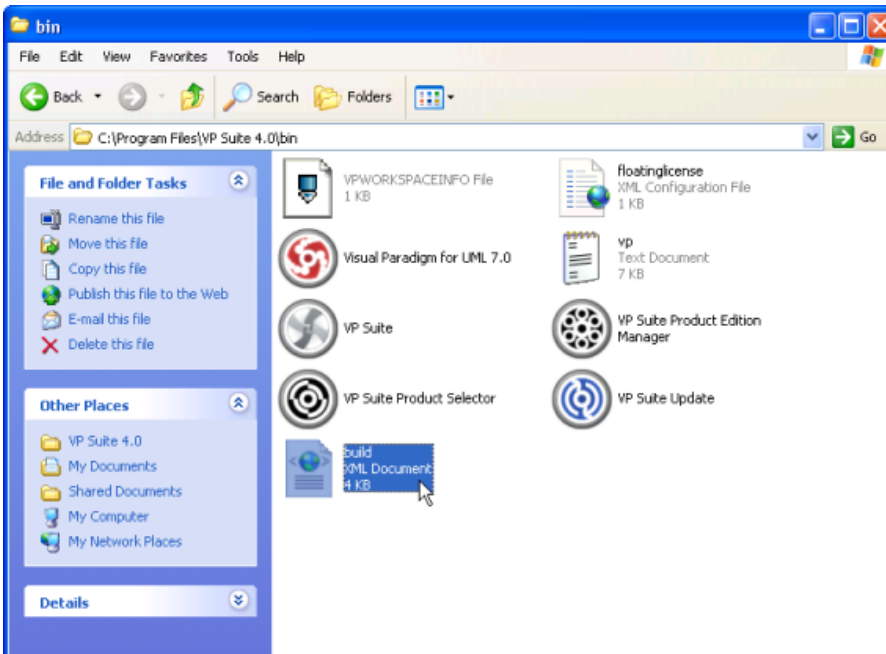 bin
File Edit View Favorites Tools Help
Back Search Folders
Address C:\Program Files\VP Suite 4.0\bin Go
File and Folder Tasks
Rename this file
Move this file
Copy this file
Publish this file to the Web
E-mail this file
Delete this file
Other Places
VP Suite 4.0
My Documents
Shared Documents
My Computer
My Network Places
Details
VPWORKSPACEINFO File
1 KB
floatinglicense
XML Configuration File
1 KB
Visual Paradigm for UML 7.0
vp
Text Document
7 KB
VP Suite
VP Suite Product Edition
Manager
VP Suite Product Selector
VP Suite Update
build
XML Document
4 KB